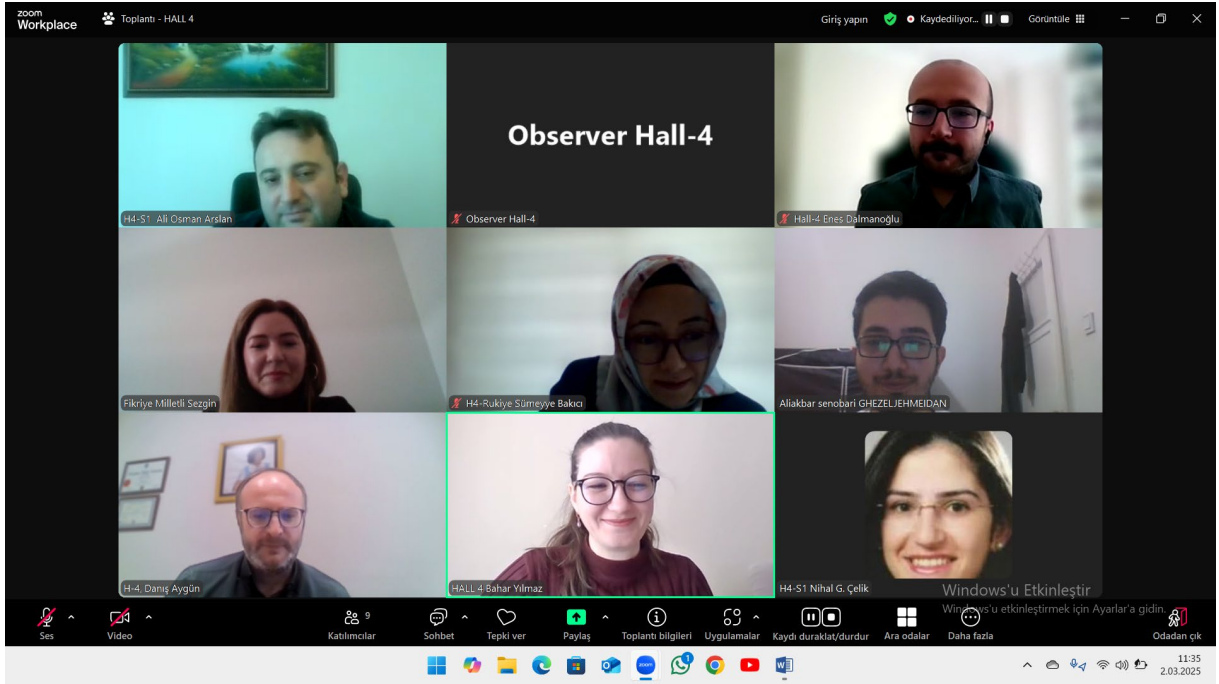 zoom
Workplace
Toplantı - HALL 4
Giriş yapın
Kaydediliyor...
Görüntüle
Observer Hall-4
H4-S1 Ali Osman Arslan
Observer Hall-4
Hall-4 Enes Dalmanoğlu
Fikriye Milletli Sezgin
H4-Rukiye Sümeyye Bakıcı
Aliakbar senobari GHEZELJEHMEIDAN
H-4, Danış Aygün
HALL 4 Bahar Yılmaz
H4-S1 Nihal G. Çelik
Windows'u Etkinleştir
Windows'u etkinleştirmek için Ayarlar'a gidin.
Ses
Video
Katılımcılar
9
Sohbet
Tepki ver
Paylaş
Toplantı bilgileri
Uygulamalar
Kaydı duraklat/durdur
Ara odalar
Daha fazla
Odadan çık
zoom
1
11:35
2.03.2025